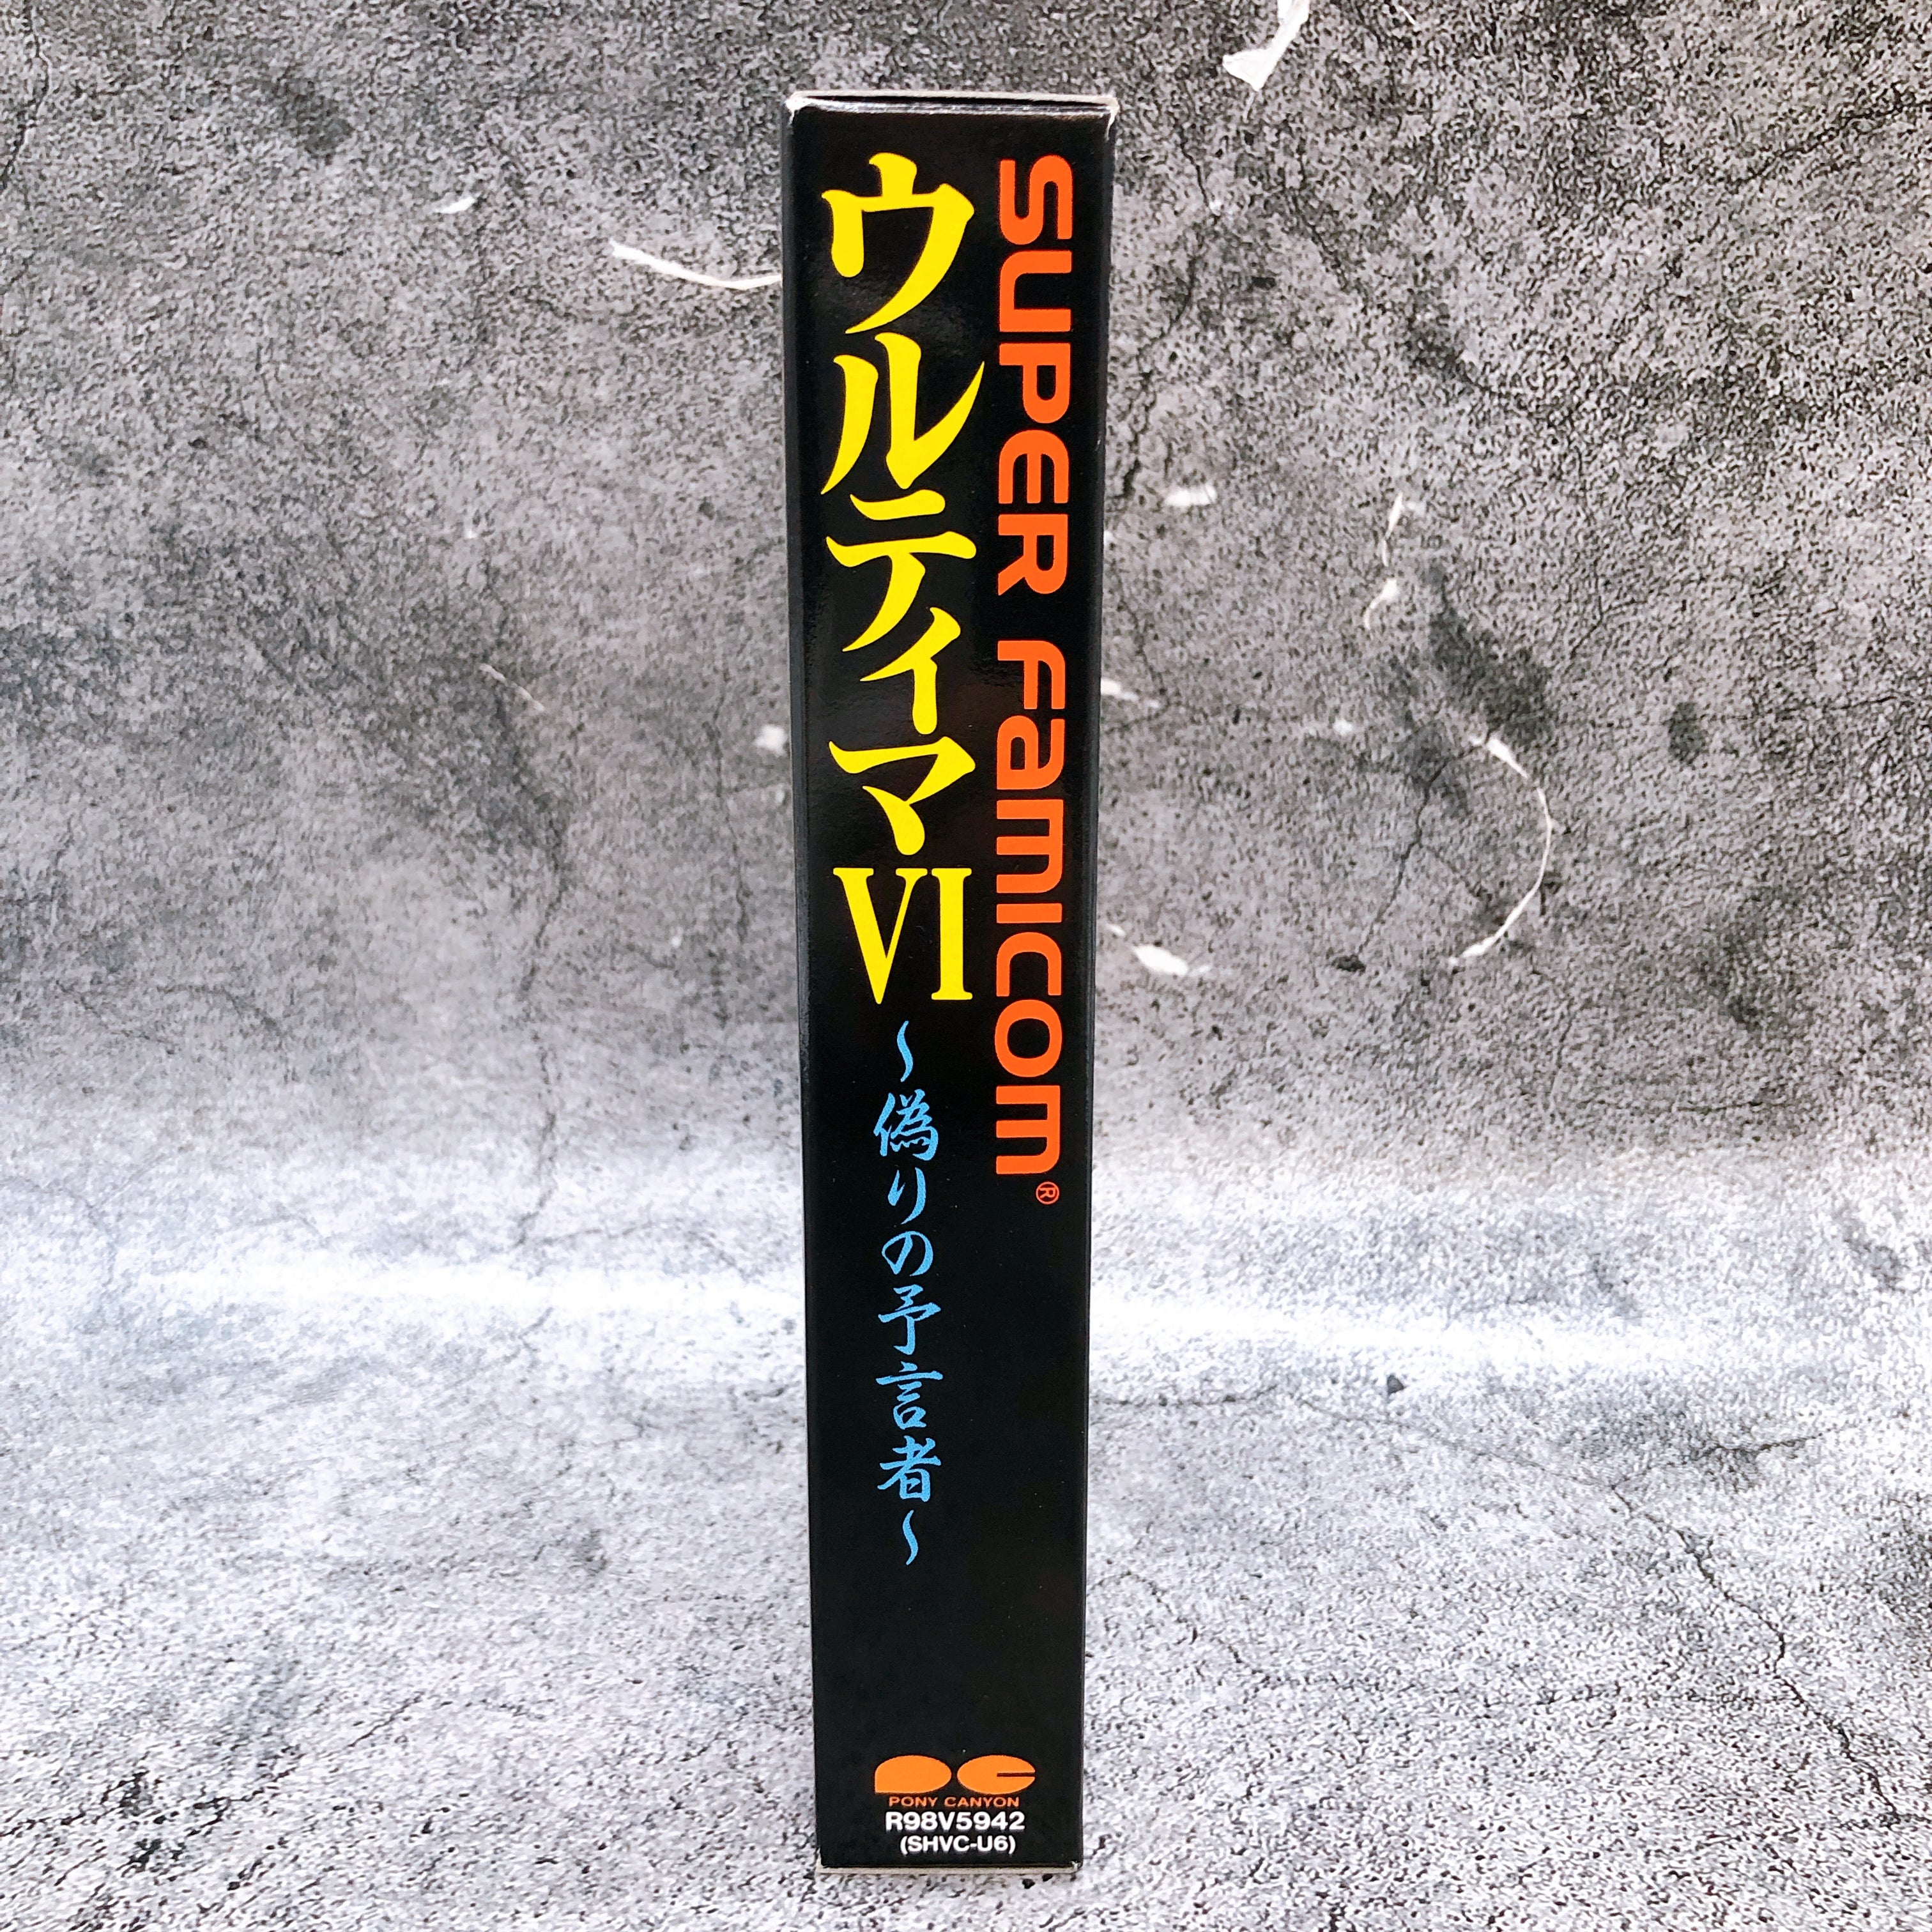 SUPER FAMICOM®
ウルティマVI
～偽りの予言者～
PONY CANYON
R98V5942
(SHVC-U6)